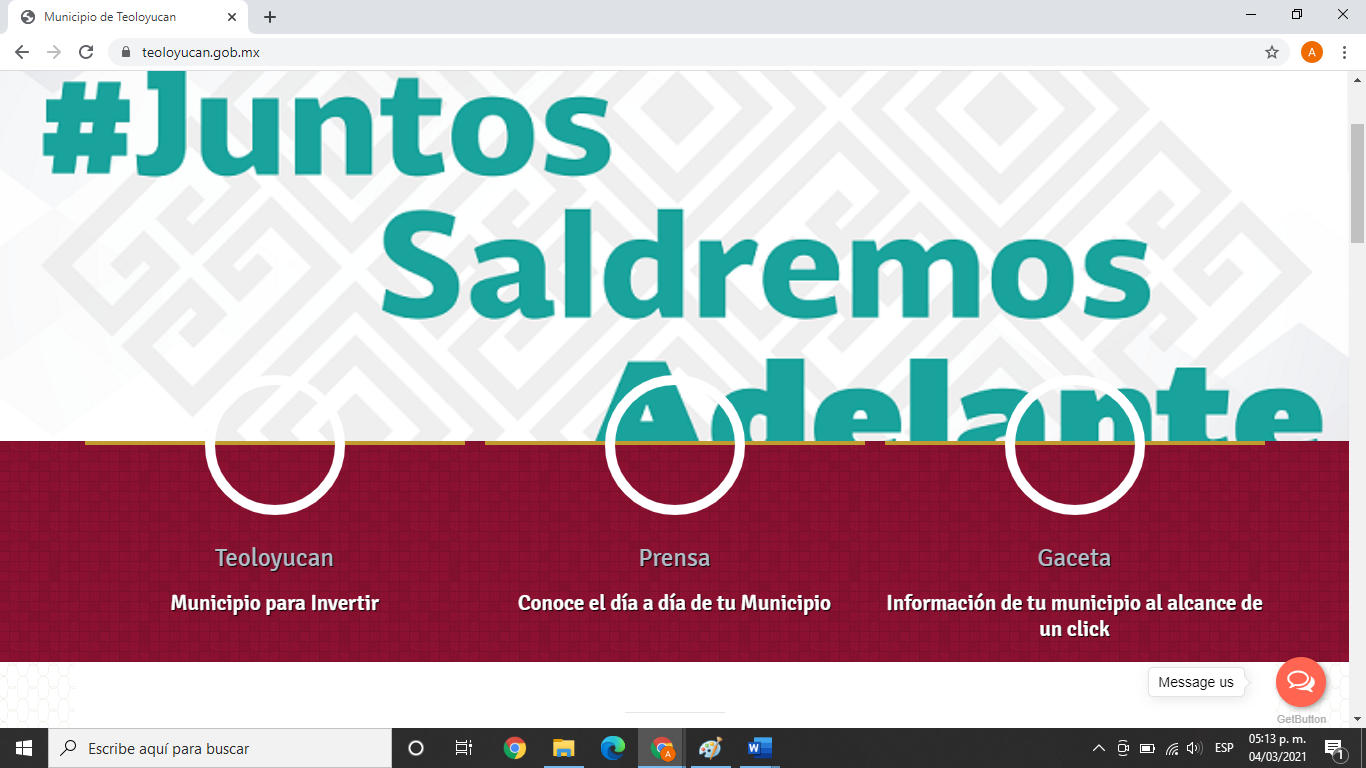 Municipio de Teoloyucan
teoloyucan.gob.mx
A
#Juntos
Saldremos
Adelante
Teoloyucan
Municipio para Invertir
Prensa
Conoce el día a día de tu Municipio
Gaceta
Información de tu municipio al alcance de
un click
Message us
GetButton
Escribe aquí para buscar
A
W
ESP
05:13 p. m.
04/03/2021
1